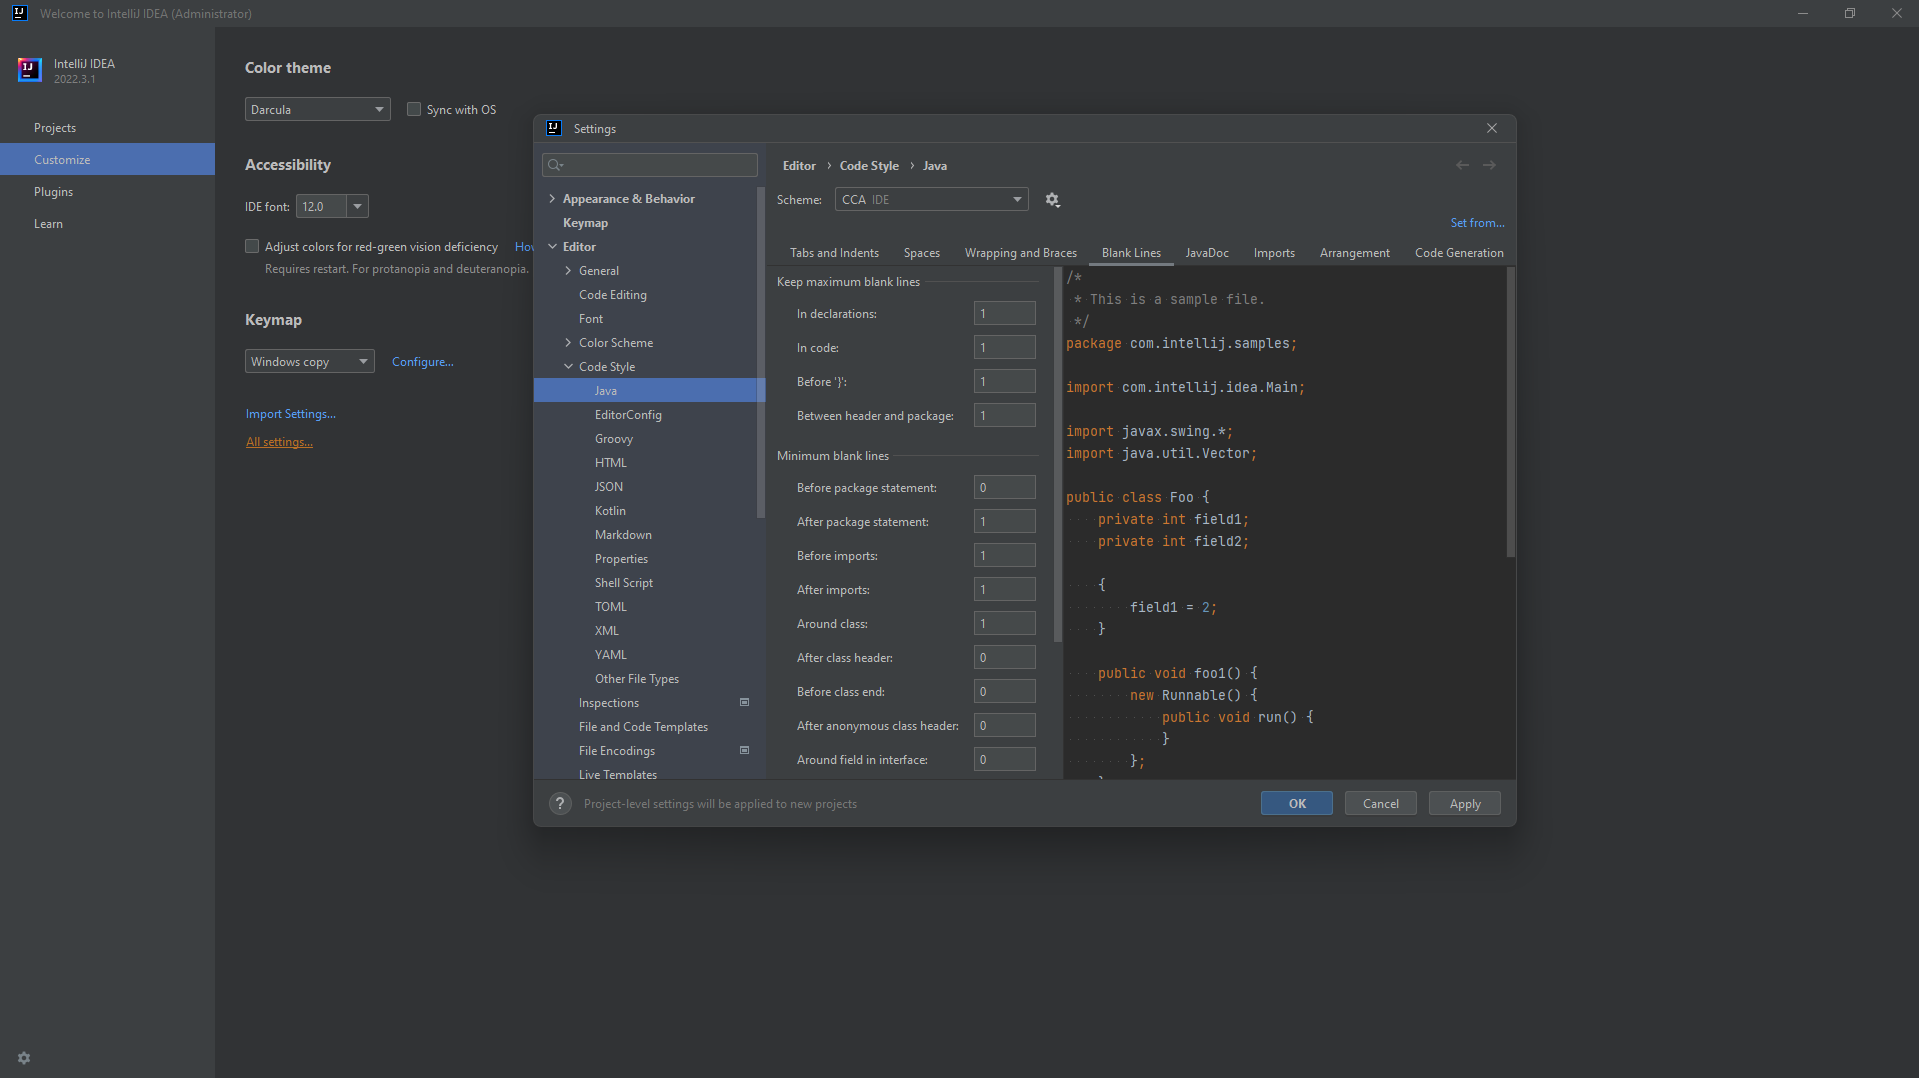 Welcome to IntelliJ IDEA (Administrator)
IntelliJ IDEA
2022.3.1
Projects
Customize
Plugins
Learn
Color theme
Darcula
Sync with OS
Accessibility
IDE font: 12.0
Adjust colors for red-green vision deficiency
Requires restart. For protanopia and deuteranopia.
Keymap
Windows copy
Configure...
Import Settings...
All settings...
Settings
Appearance & Behavior
Keymap
Editor
General
Code Editing
Font
Color Scheme
Code Style
Java
EditorConfig
Groovy
HTML
JSON
Kotlin
Markdown
Properties
Shell Script
TOML
XML
YAML
Other File Types
Inspections
File and Code Templates
File Encodings
Live Templates
Editor › Code Style › Java
Scheme: CCA IDE
Set from...
Tabs and Indents Spaces Wrapping and Braces Blank Lines JavaDoc Imports Arrangement Code Generation
Keep maximum blank lines
In declarations: 1
In code: 1
Before '}': 1
Between header and package: 1
Minimum blank lines
Before package statement: 0
After package statement: 1
Before imports: 1
After imports: 1
Around class: 1
After class header: 0
Before class end: 0
After anonymous class header: 0
Around field in interface: 0
/*
* This is a sample file.
*/
package com.intellij.samples;
import com.intellij.idea.Main;
import javax.swing.*;
import java.util.Vector;
public class Foo {
private int field1;
private int field2;
{
field1 = 2;
}
public void foo1() {
new Runnable() {
public void run() {
}
};
? Project-level settings will be applied to new projects
OK
Cancel
Apply